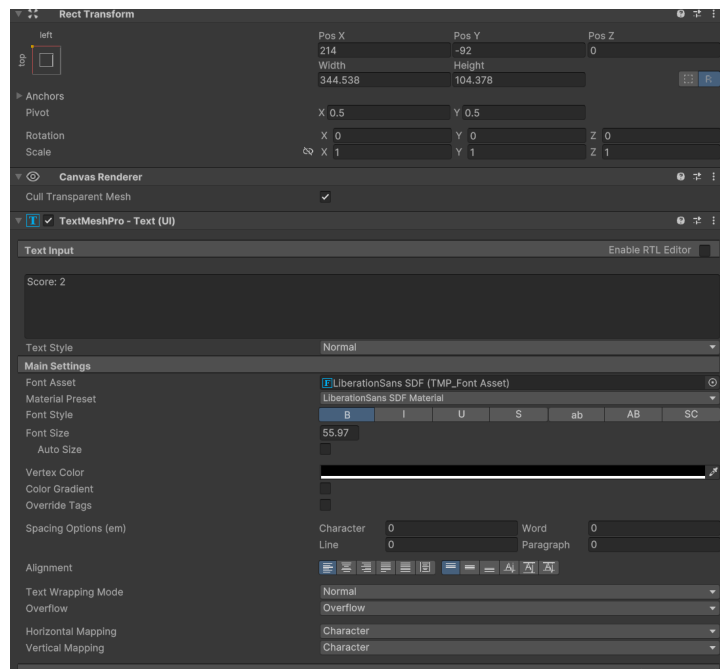 Rect Transform
left
top
Pos X Pos Y Pos Z
214 -92 0
Width Height
344.538 104.378
R
Anchors
Pivot X 0.5 Y 0.5
Rotation X 0 Y 0 Z 0
Scale X 1 Y 1 Z 1
Canvas Renderer
Cull Transparent Mesh
T TextMeshPro - Text (UI)
Text Input Enable RTL Editor
Score: 2
Text Style Normal
Main Settings
Font Asset F LiberationSans SDF (TMP_Font Asset)
Material Preset LiberationSans SDF Material
Font Style B I U S ab AB SC
Font Size 55.97
Auto Size
Vertex Color
Color Gradient
Override Tags
Spacing Options (em) Character 0 Word 0
Line 0 Paragraph 0
Alignment
Text Wrapping Mode Normal
Overflow Overflow
Horizontal Mapping Character
Vertical Mapping Character